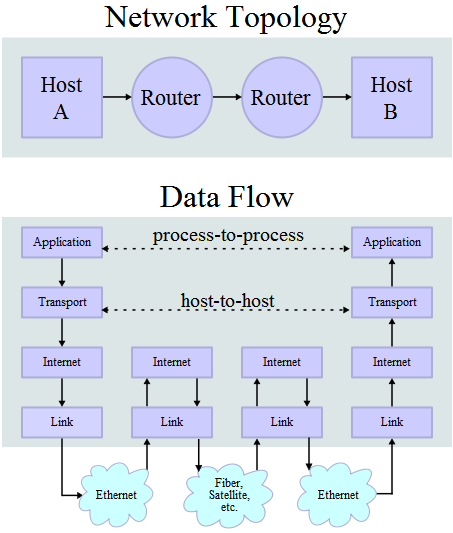 Network Topology
Host
A
Router
Router
Host
B
Data Flow
Application
process-to-process
Application
Transport
host-to-host
Transport
Internet
Internet
Internet
Internet
Link
Link
Link
Link
Ethernet
Fiber,
Satellite,
etc.
Ethernet